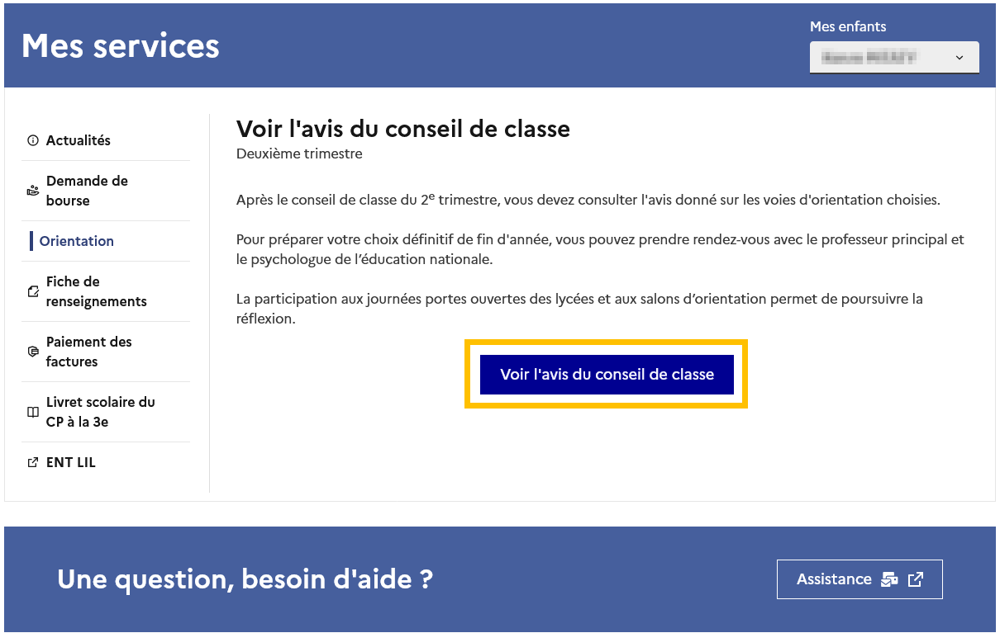 Mes services
Mes enfants
Actualités
Demande de
bourse
Orientation
Fiche de
renseignements
Paiement des
factures
Livret scolaire du
CP à la 3e
ENT LIL
Voir l'avis du conseil de classe
Deuxième trimestre
Après le conseil de classe du 2e trimestre, vous devez consulter l'avis donné sur les voies d'orientation choisies.
Pour préparer votre choix définitif de fin d'année, vous pouvez prendre rendez-vous avec le professeur principal et
le psychologue de l’éducation nationale.
La participation aux journées portes ouvertes des lycées et aux salons d’orientation permet de poursuivre la
réflexion.
Voir l'avis du conseil de classe
Une question, besoin d'aide ?
Assistance